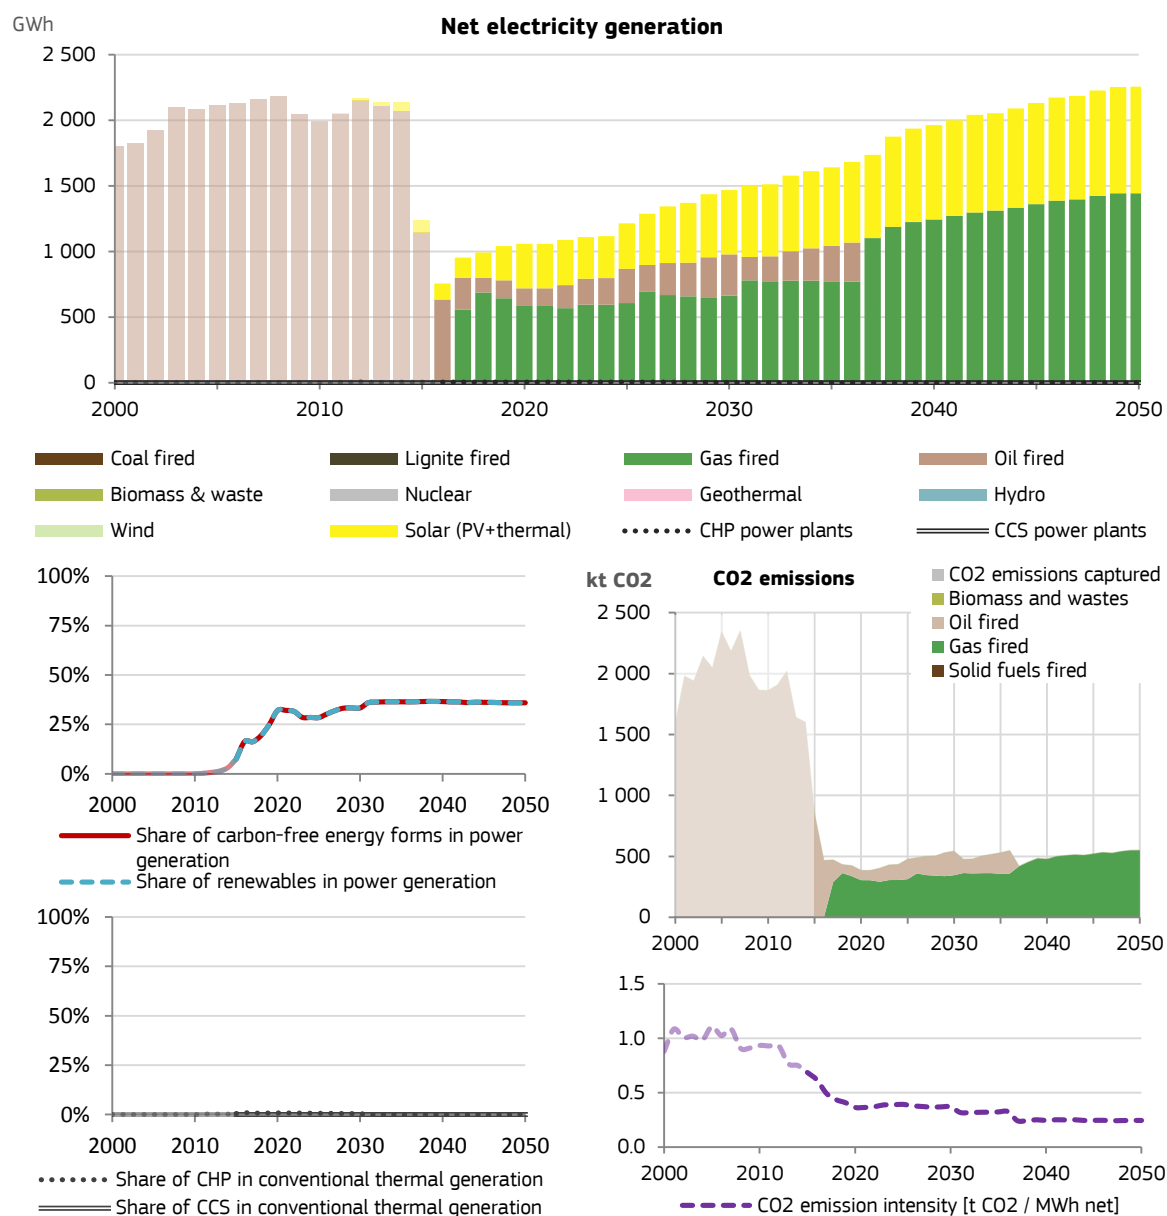 GWh
Net electricity generation
2 500
2 000
1 500
1 000
500
0
2000 2010 2020 2030 2040 2050
Coal fired Lignite fired Gas fired Oil fired
Biomass & waste Nuclear Geothermal Hydro
Wind Solar (PV+thermal) CHP power plants CCS power plants
100%
75%
50%
25%
0%
2000 2010 2020 2030 2040 2050
Share of carbon-free energy forms in power
generation
Share of renewables in power generation
kt CO2
CO2 emissions
CO2 emissions captured
Biomass and wastes
Oil fired
Gas fired
Solid fuels fired
2 500
2 000
1 500
1 000
500
0
2000 2010 2020 2030 2040 2050
100%
75%
50%
25%
0%
2000 2010 2020 2030 2040 2050
Share of CHP in conventional thermal generation
Share of CCS in conventional thermal generation
1.5
1.0
0.5
0.0
2000 2010 2020 2030 2040 2050
CO2 emission intensity [t CO2 / MWh net]